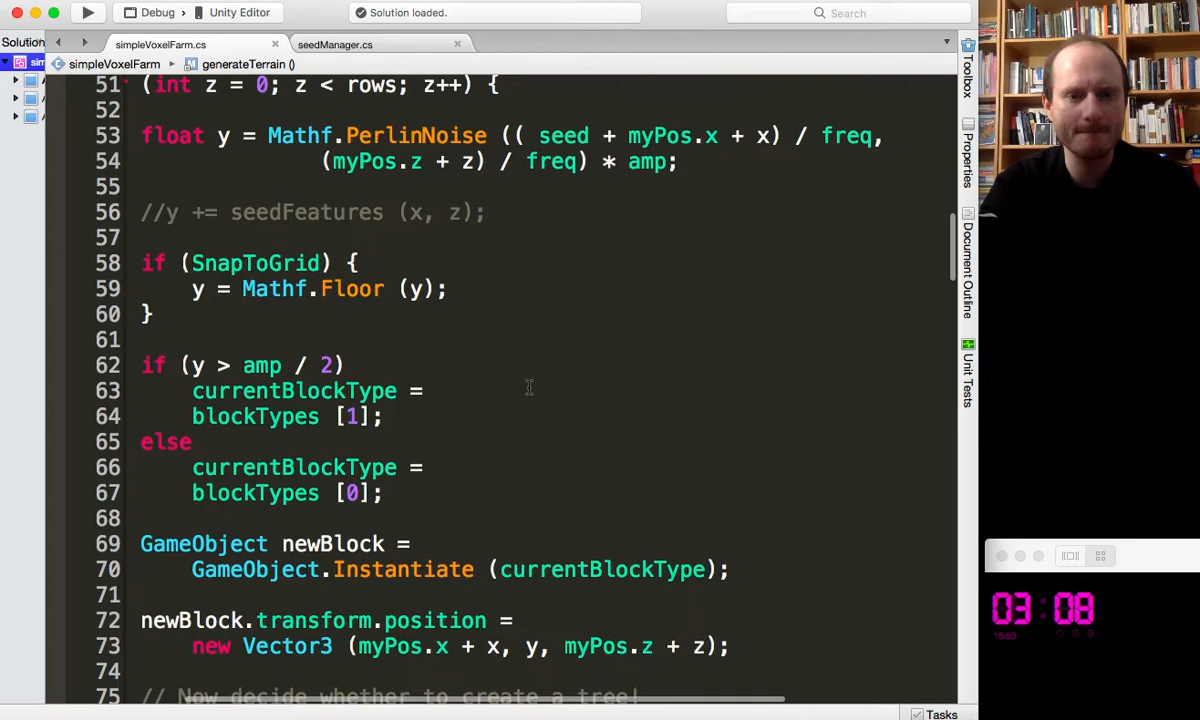 Debug > Unity Editor
Solution loaded.
Search
Solution
simpleVoxelFarm.cs
seedManager.cs
sim
simpleVoxelFarm
generateTerrain ()
51 (int z = 0; z < rows; z++) {
52
53 float y = Mathf.PerlinNoise (( seed + myPos.x + x) / freq,
54 (myPos.z + z) / freq) * amp;
55
56 //y += seedFeatures (x, z);
57
58 if (SnapToGrid) {
59 y = Mathf.Floor (y);
60 }
61
62 if (y > amp / 2)
63 currentBlockType =
64 blockTypes [1];
65 else
66 currentBlockType =
67 blockTypes [0];
68
69 GameObject newBlock =
70 GameObject.Instantiate (currentBlockType);
71
72 newBlock.transform.position =
73 new Vector3 (myPos.x + x, y, myPos.z + z);
74
75 // Now decide whether to create a tree!
Toolbox
Properties
Document Outline
Unit Tests
Tasks
03:08